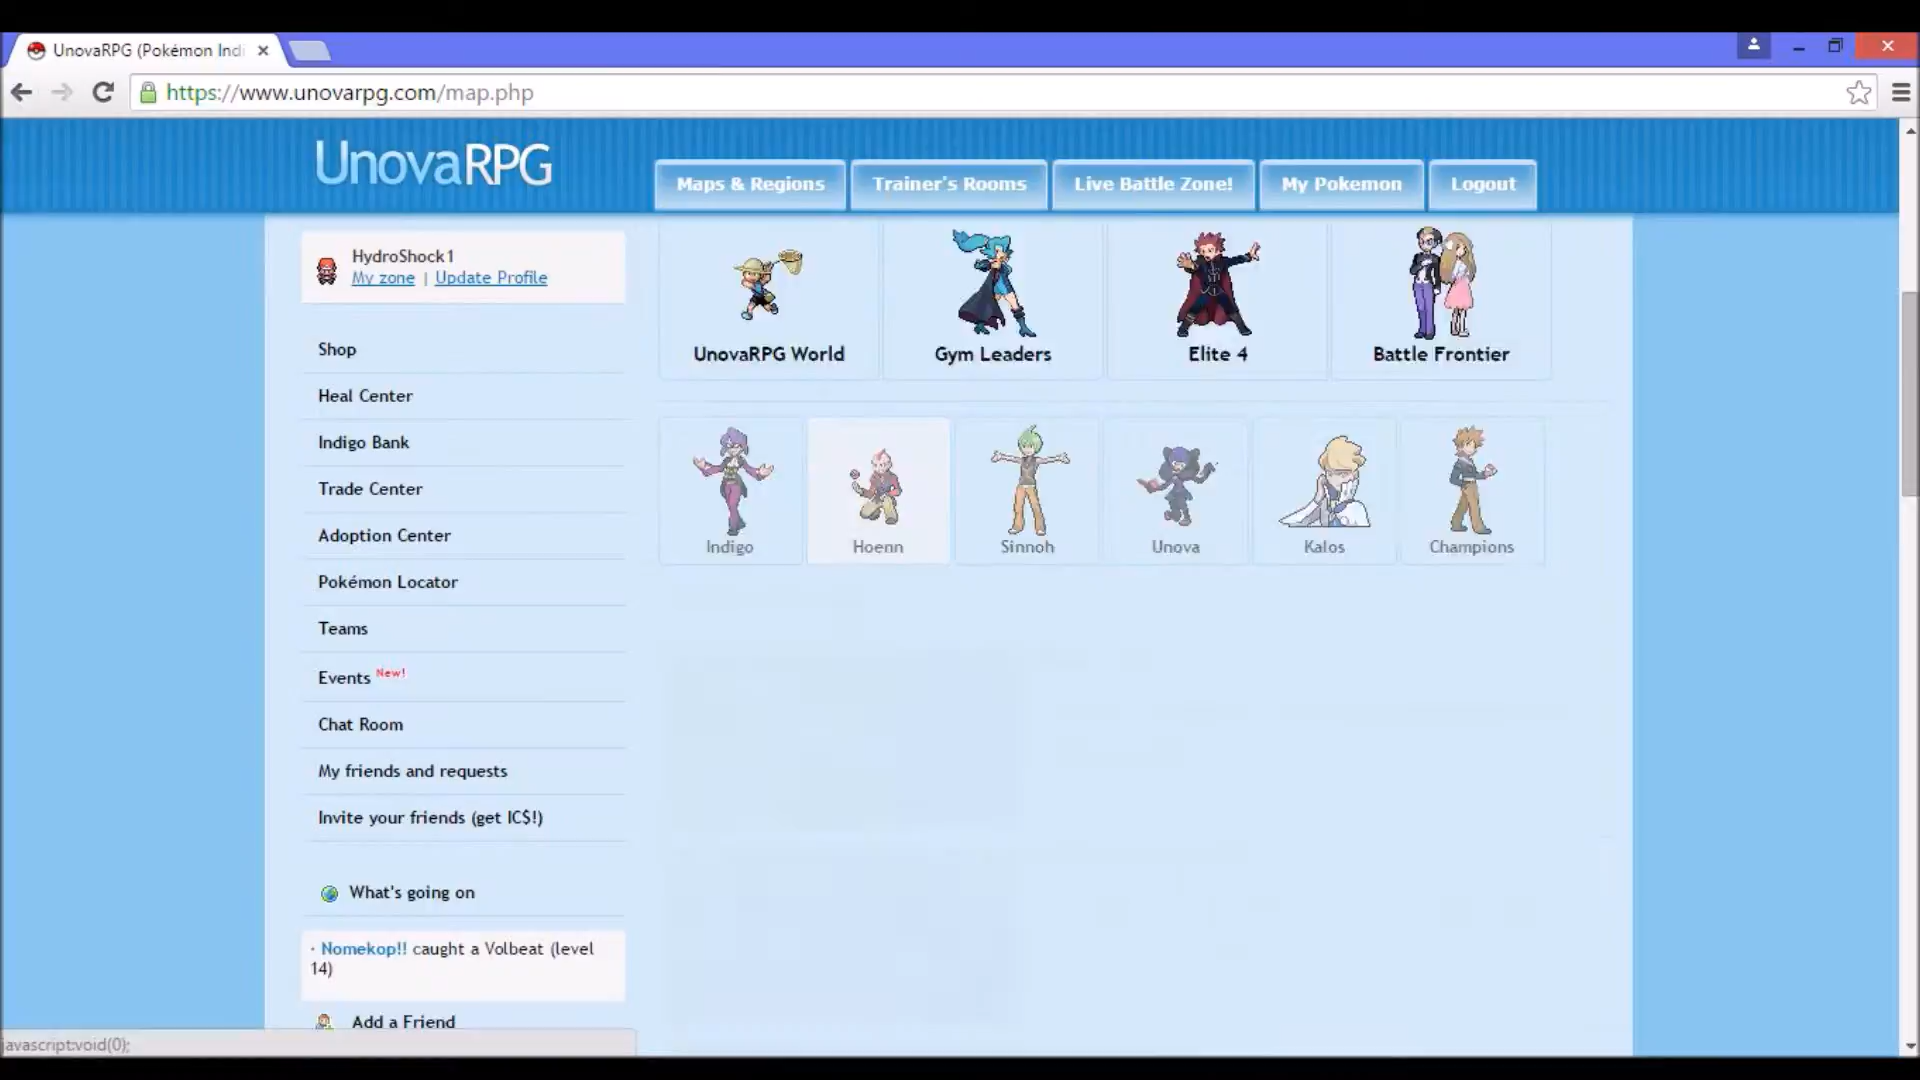 UnovaRPG (Pokémon Indi
https://www.unovarpg.com/map.php
UnovaRPG
Maps & Regions
Trainer's Rooms
Live Battle Zone!
My Pokemon
Logout
HydroShock1
My zone | Update Profile
Shop
Heal Center
Indigo Bank
Trade Center
Adoption Center
Pokémon Locator
Teams
Events New!
Chat Room
My friends and requests
Invite your friends (get IC$!)
What's going on
· Nomekop!! caught a Volbeat (level
14)
Add a Friend
UnovaRPG World
Gym Leaders
Elite 4
Battle Frontier
Indigo
Hoenn
Sinnoh
Unova
Kalos
Champions
javascript:void(0);